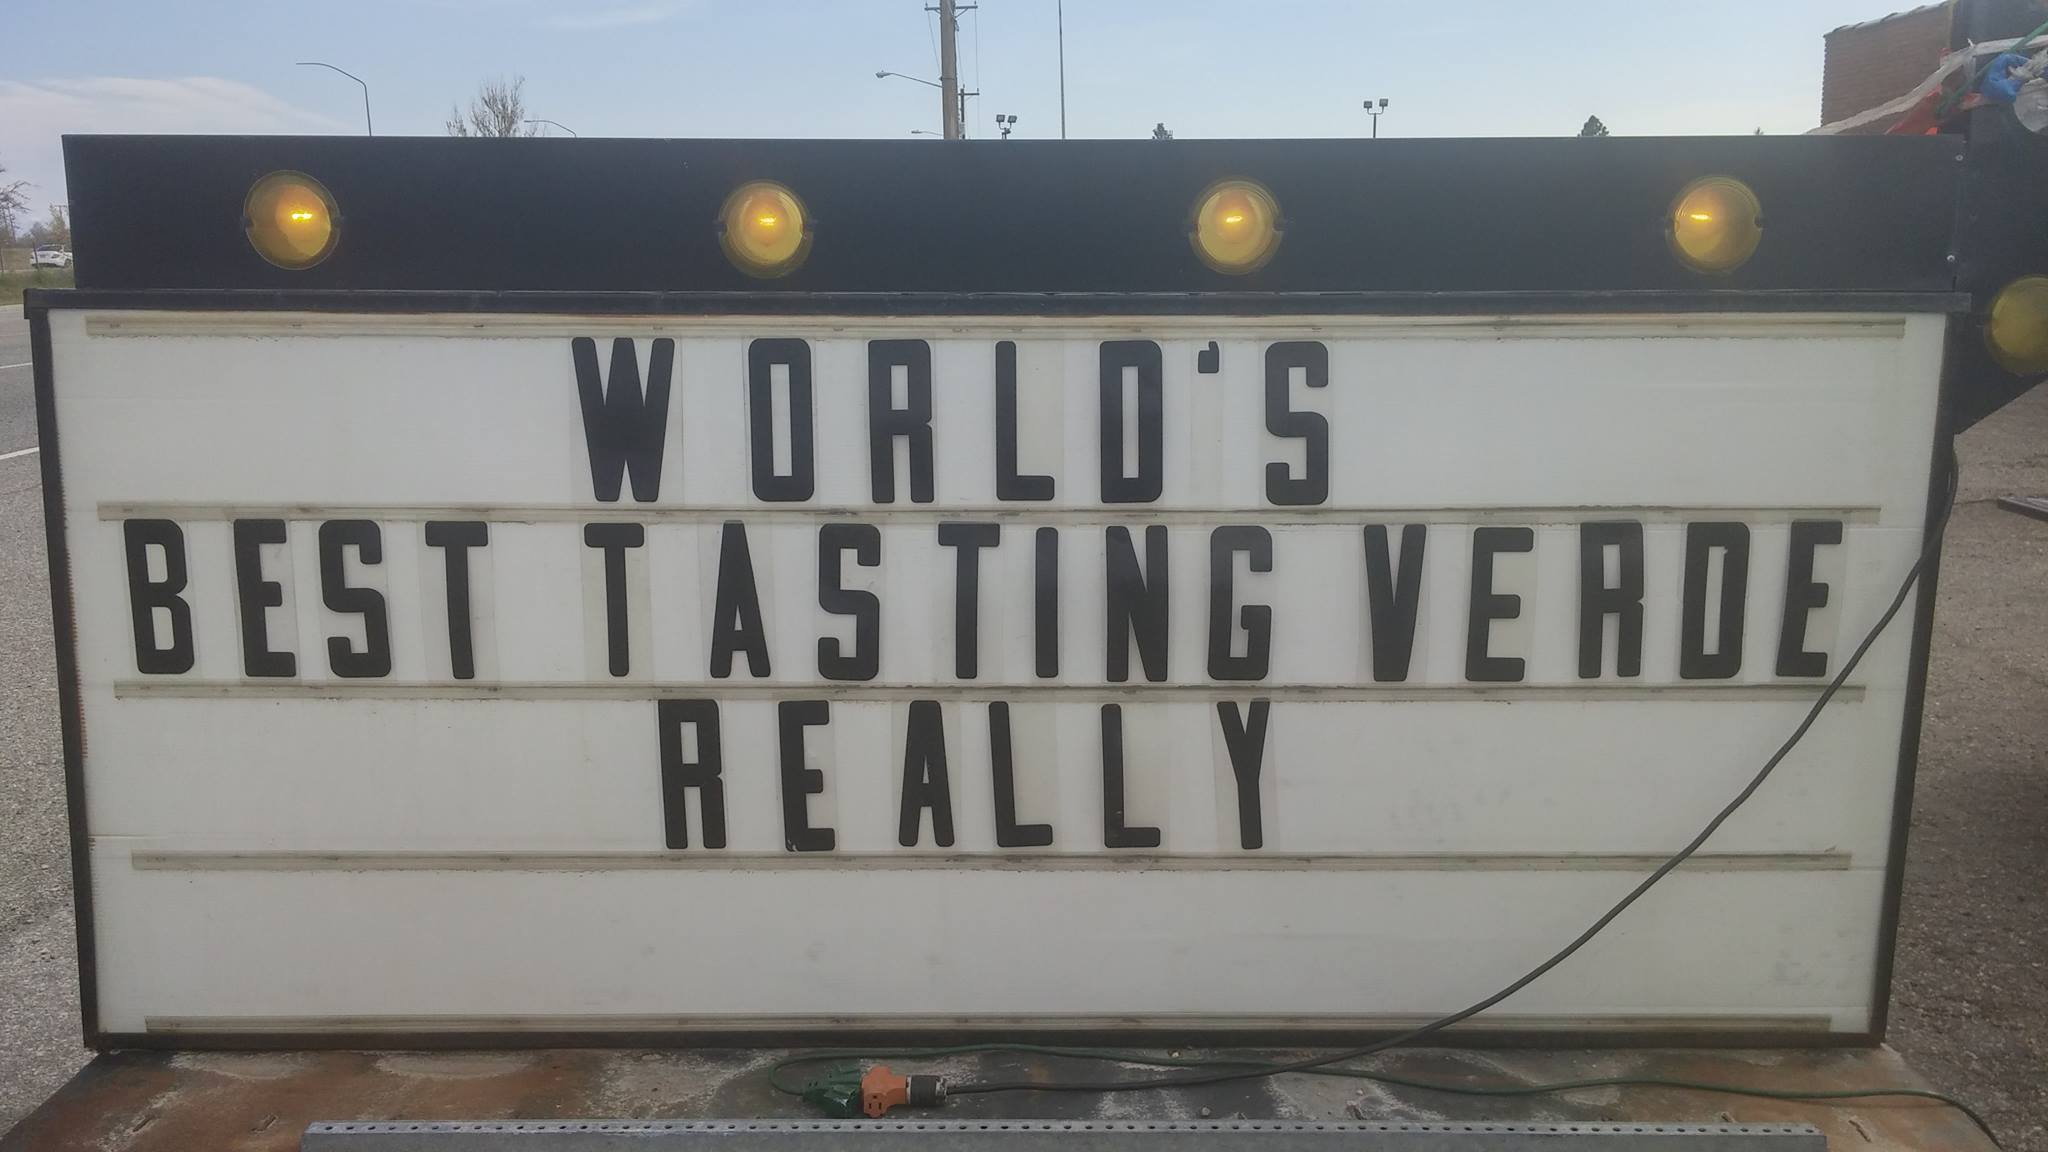 WORLD'S
BEST TASTING VERDE
REALLY